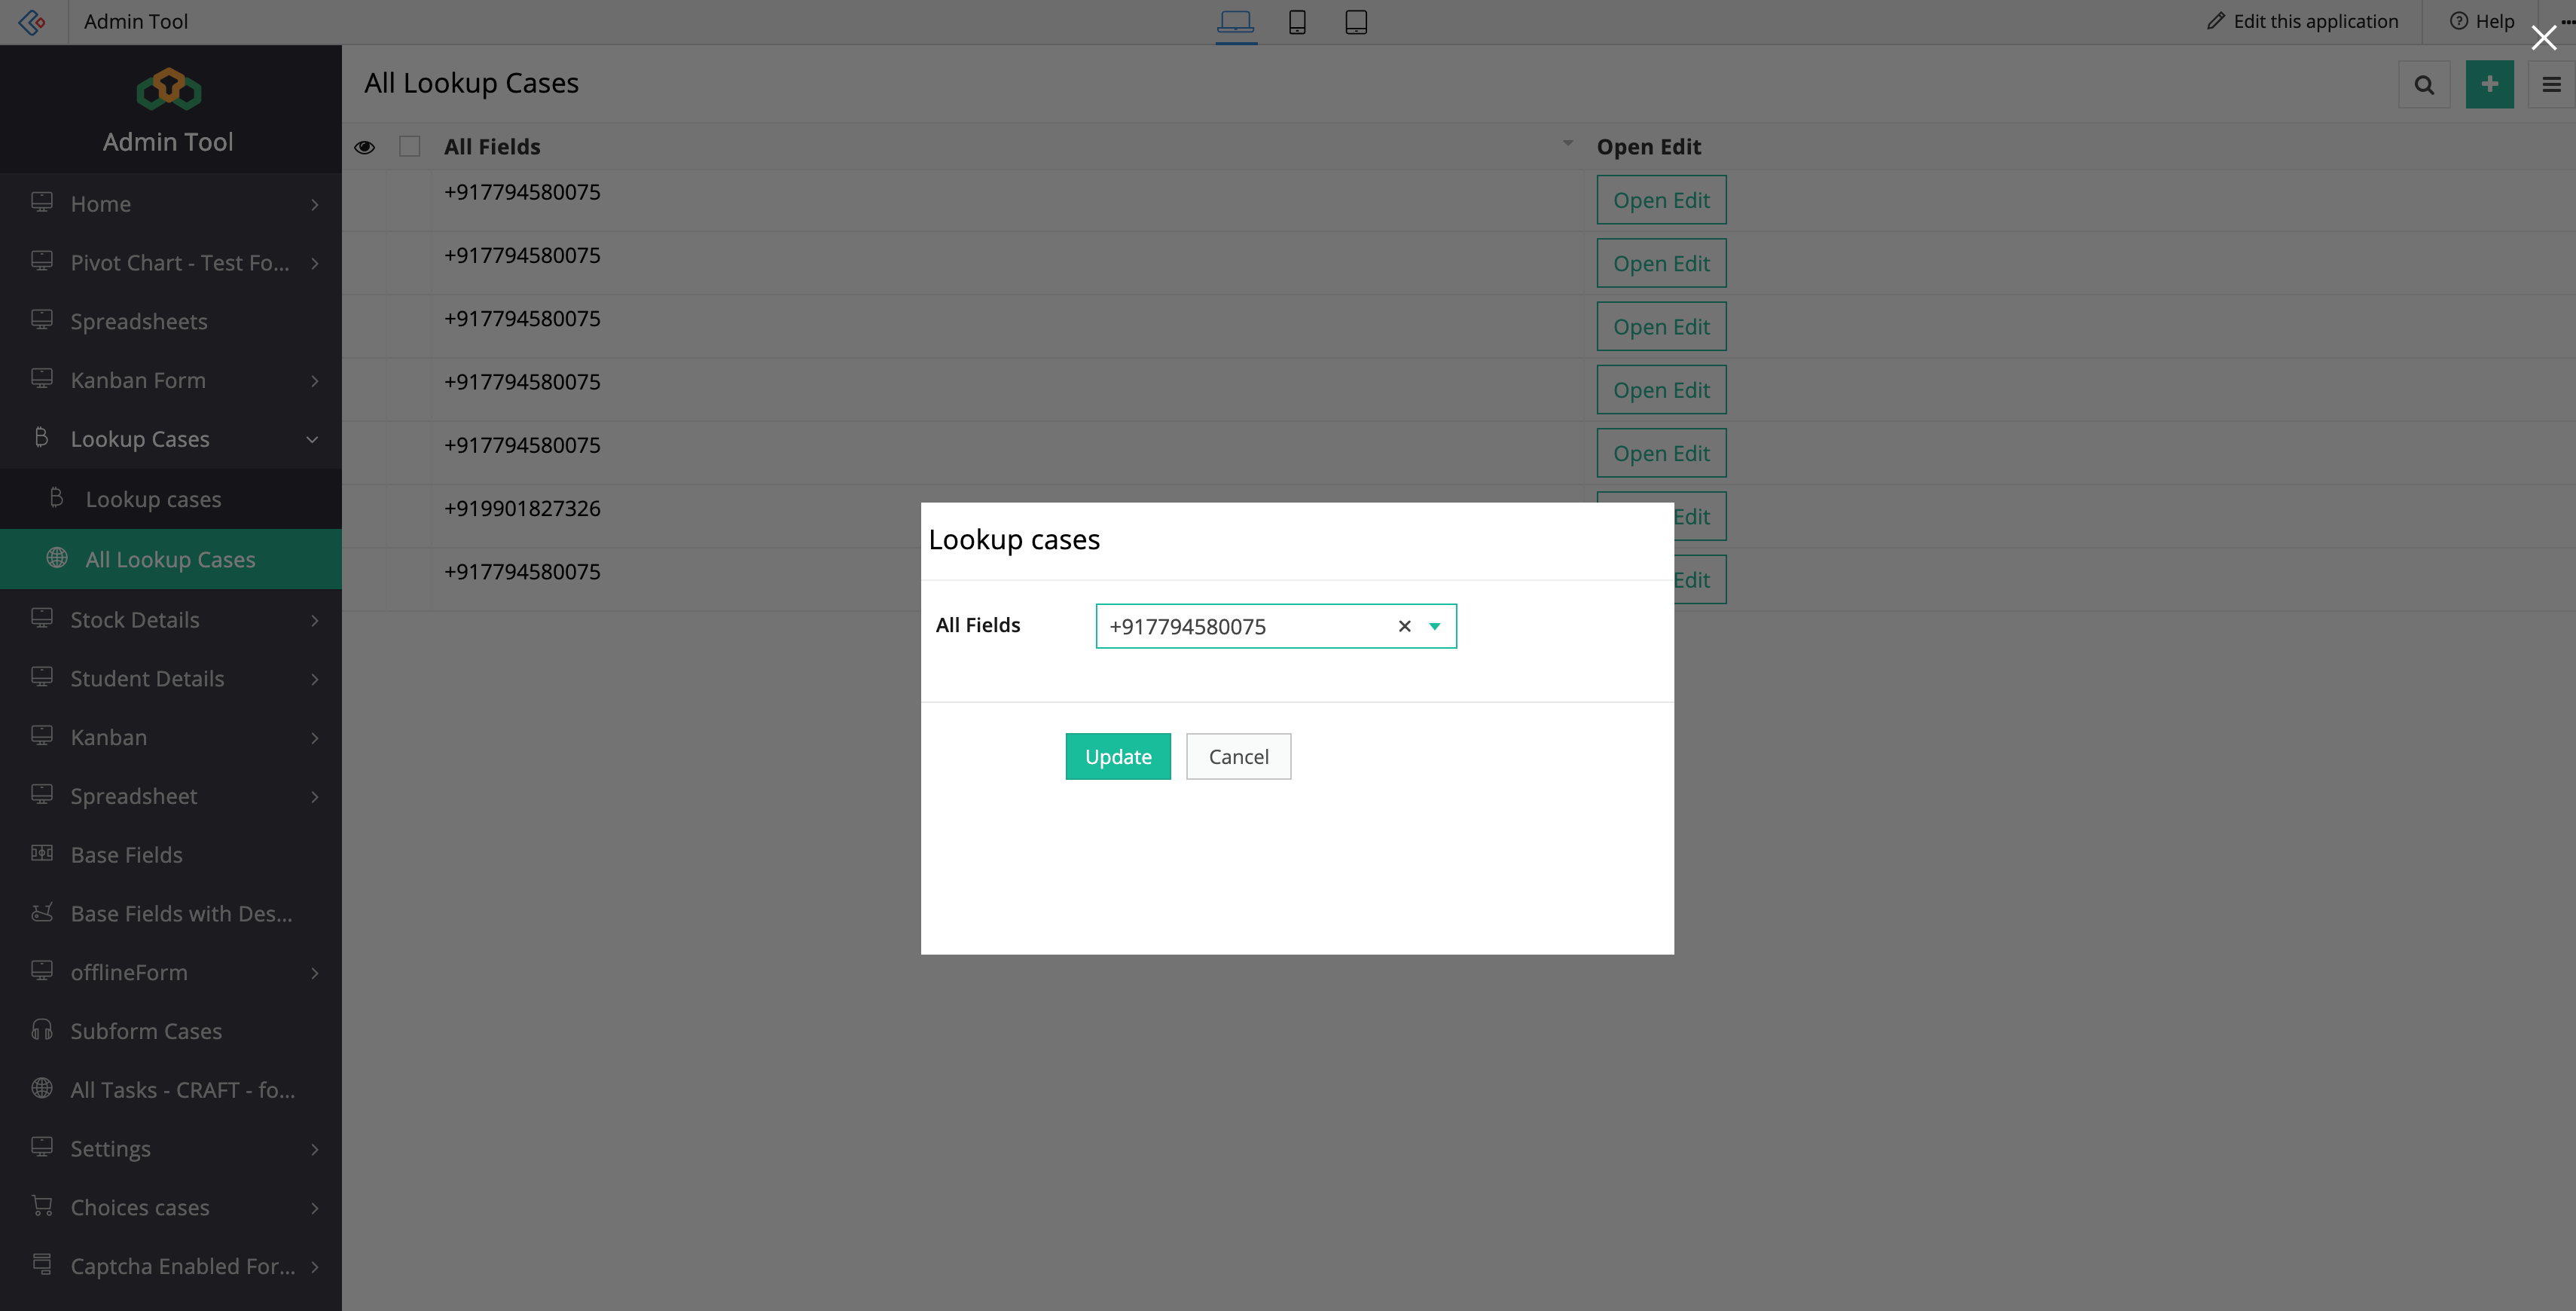 Admin Tool
Edit this application
Help
Admin Tool
Home
Pivot Chart - Test Fo...
Spreadsheets
Kanban Form
Lookup Cases
Lookup cases
All Lookup Cases
Stock Details
Student Details
Kanban
Spreadsheet
Base Fields
Base Fields with Des...
offlineForm
Subform Cases
All Tasks - CRAFT - fo...
Settings
Choices cases
Captcha Enabled For...
All Lookup Cases
All Fields Open Edit
+917794580075 Open Edit
+917794580075 Open Edit
+917794580075 Open Edit
+917794580075 Open Edit
+917794580075 Open Edit
+919901827326 Edit
+917794580075 Edit
Lookup cases
All Fields +917794580075
Update Cancel